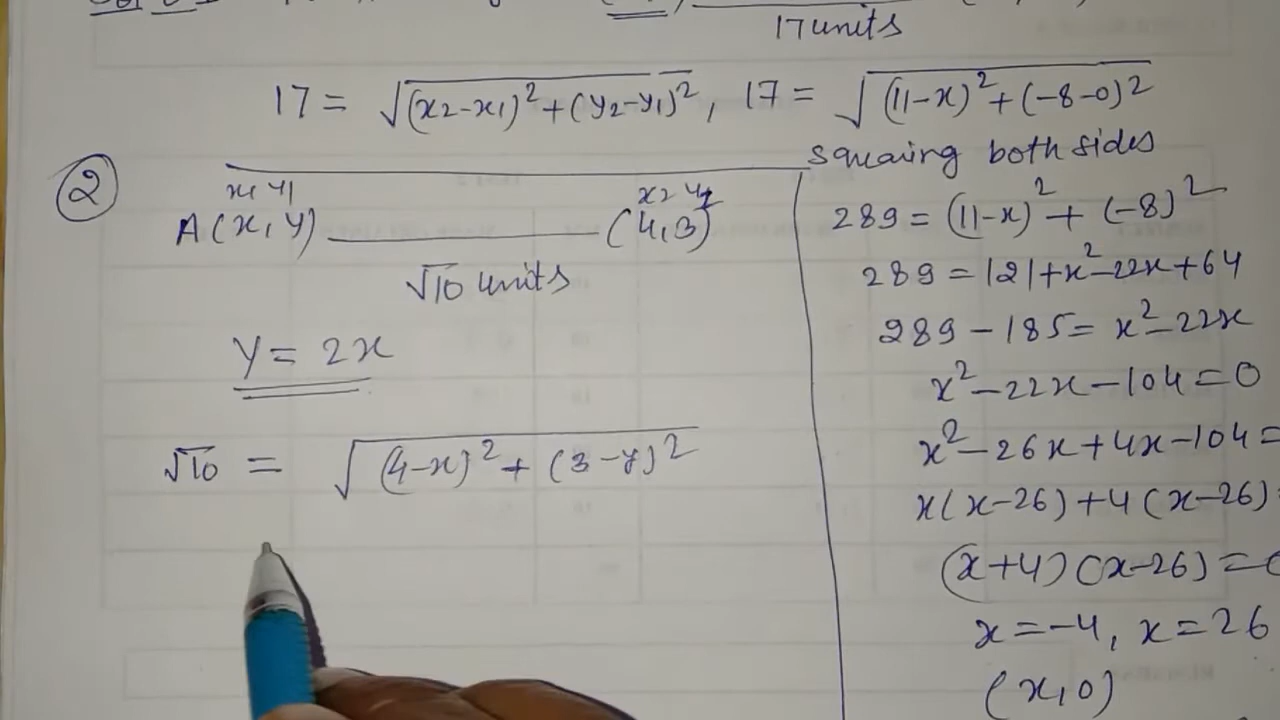 17 units
17 = √(x2-x1)²+(y2-y1)², 17 = √(11-x)²+(-8-0)²
squaring both sides
②
x1 y1 x2 y2
A(x, y) (4,3)
√10 units
y = 2x
√10 = √(4-x)²+(3-y)²
289 = (11-x)²+(-8)²
289 = 121+x²-22x+64
289-185 = x²-22x
x²-22x-104=0
x²-26x+4x-104=
x(x-26)+4(x-26)
(x+4)(x-26)=0
x=-4, x=26
(x,0)